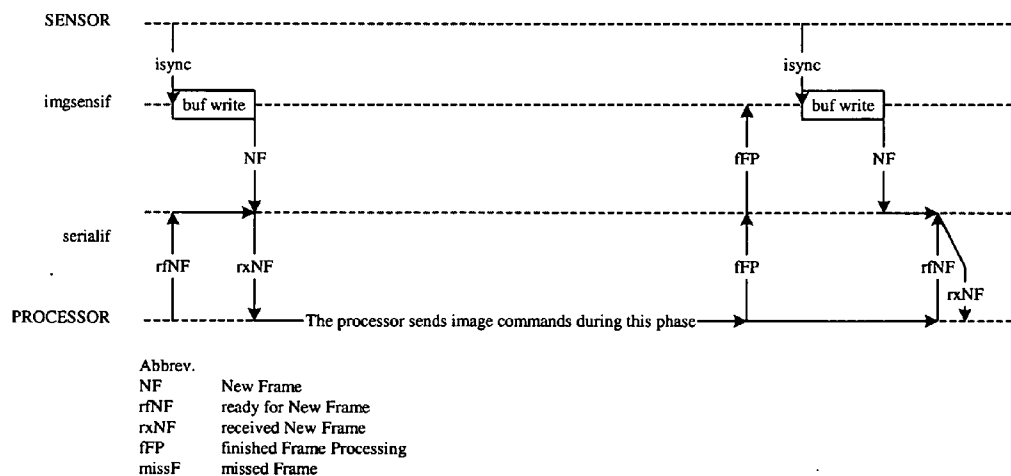 SENSOR
isync
isync
imgsensif
buf write
buf write
NF
fFP
NF
serialif
rfNF
rxNF
fFP
rfNF
rxNF
PROCESSOR
The processor sends image commands during this phase
Abbrev.
NF New Frame
rfNF ready for New Frame
rxNF received New Frame
fFP finished Frame Processing
missF missed Frame